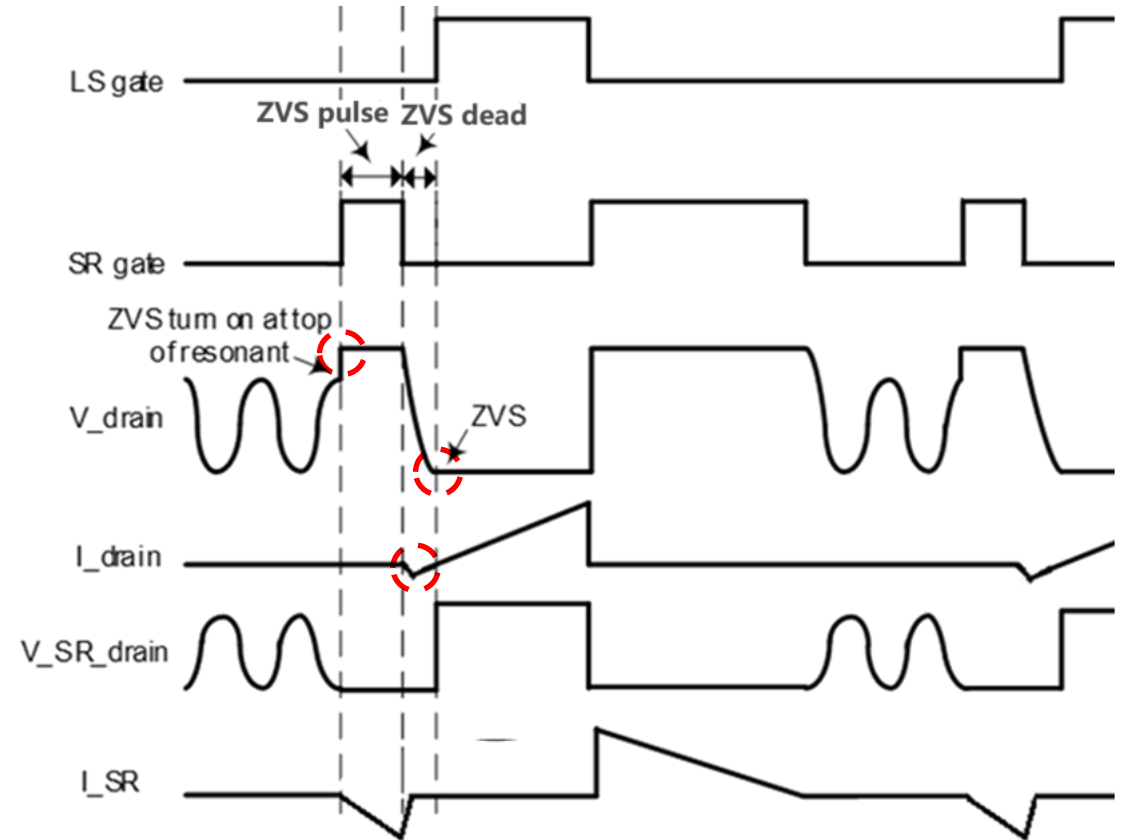 LS gate
ZVS pulse ZVS dead
SR gate
ZVS turn on at top
of resonant
V_drain
ZVS
I_drain
V_SR_drain
I_SR